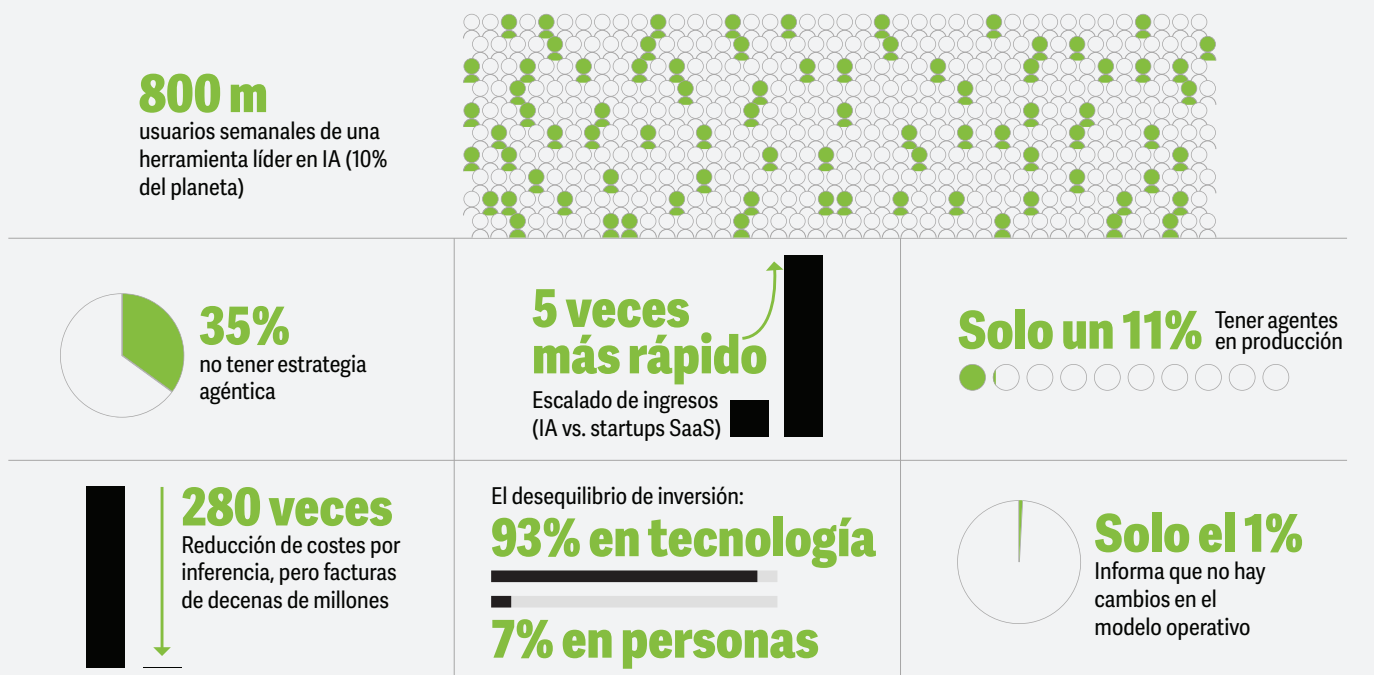 800 m
usuarios semanales de una
herramienta líder en IA (10%
del planeta)
35%
no tener estrategia
agéntica
5 veces
más rápido
Escalado de ingresos
(IA vs. startups SaaS)
Solo un 11%
Tener agentes
en producción
280 veces
Reducción de costes por
inferencia, pero facturas
de decenas de millones
El desequilibrio de inversión:
93% en tecnología
7% en personas
Solo el 1%
Informa que no hay
cambios en el
modelo operativo